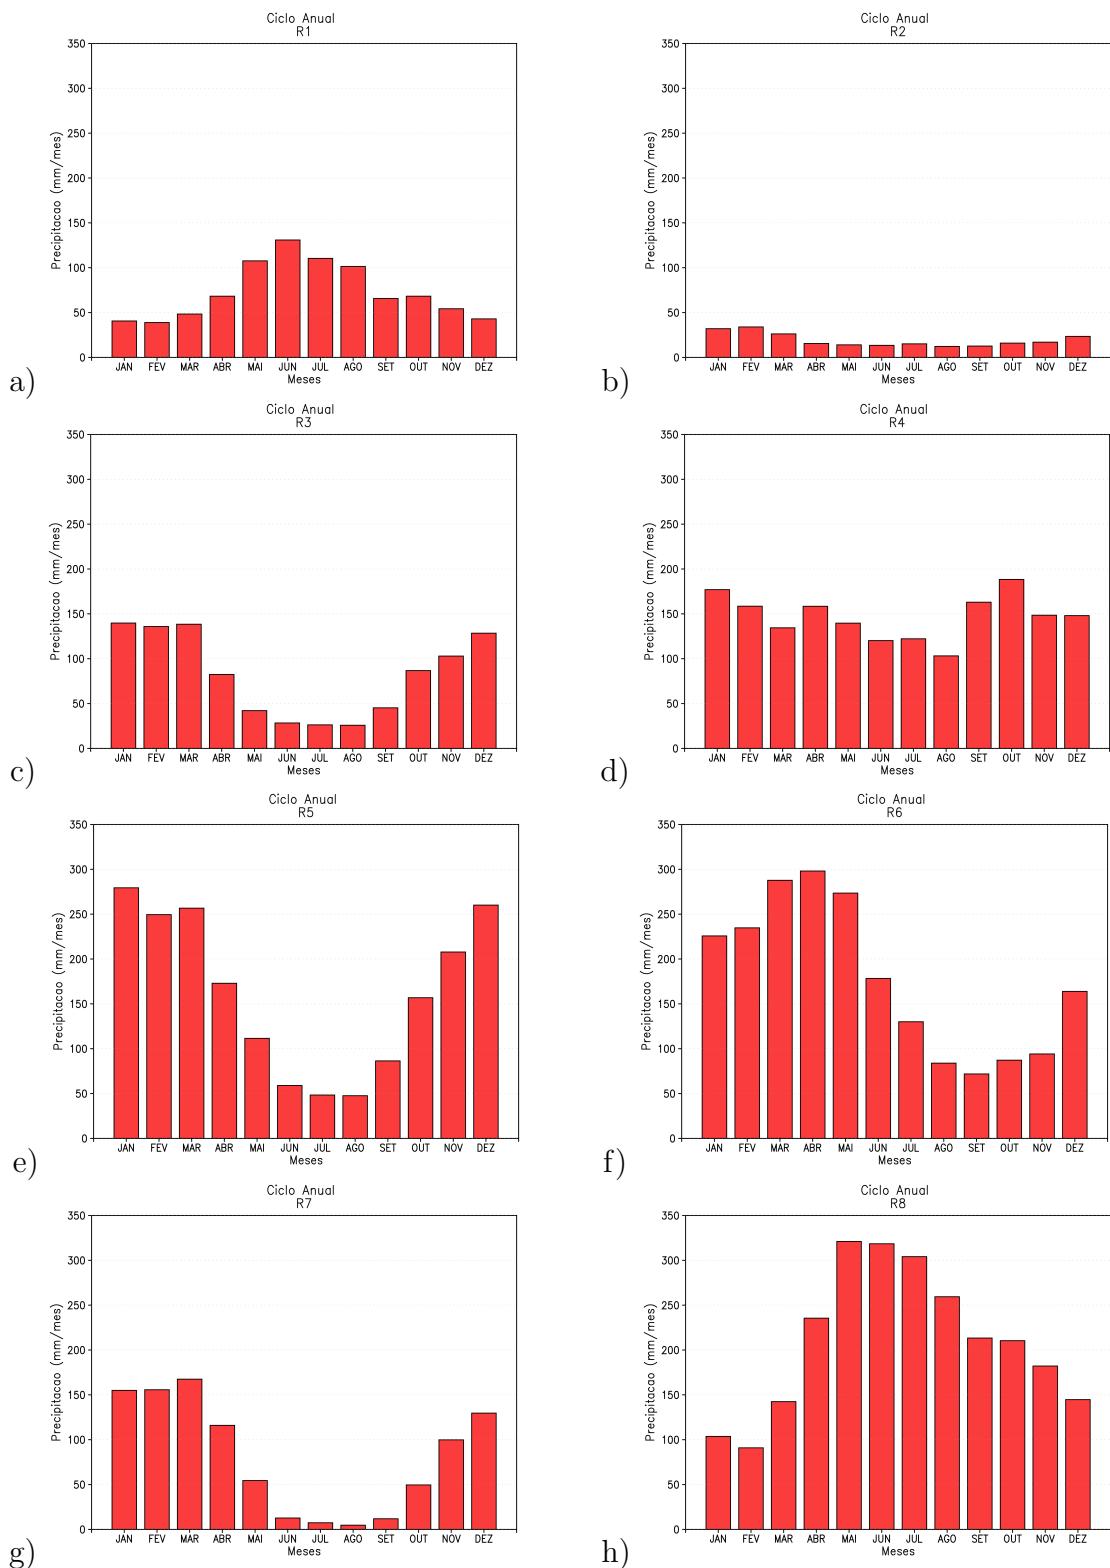 Ciclo Anual
R1
Precipitacao (mm/mes)
350
300
250
200
150
100
50
0
JAN FEV MAR ABR MAI JUN JUL AGO SET OUT NOV DEZ
Meses
a)
Ciclo Anual
R2
Precipitacao (mm/mes)
350
300
250
200
150
100
50
0
JAN FEV MAR ABR MAI JUN JUL AGO SET OUT NOV DEZ
Meses
b)
Ciclo Anual
R3
Precipitacao (mm/mes)
350
300
250
200
150
100
50
0
JAN FEV MAR ABR MAI JUN JUL AGO SET OUT NOV DEZ
Meses
c)
Ciclo Anual
R4
Precipitacao (mm/mes)
350
300
250
200
150
100
50
0
JAN FEV MAR ABR MAI JUN JUL AGO SET OUT NOV DEZ
Meses
d)
Ciclo Anual
R5
Precipitacao (mm/mes)
350
300
250
200
150
100
50
0
JAN FEV MAR ABR MAI JUN JUL AGO SET OUT NOV DEZ
Meses
e)
Ciclo Anual
R6
Precipitacao (mm/mes)
350
300
250
200
150
100
50
0
JAN FEV MAR ABR MAI JUN JUL AGO SET OUT NOV DEZ
Meses
f)
Ciclo Anual
R7
Precipitacao (mm/mes)
350
300
250
200
150
100
50
0
JAN FEV MAR ABR MAI JUN JUL AGO SET OUT NOV DEZ
Meses
g)
Ciclo Anual
R8
Precipitacao (mm/mes)
350
300
250
200
150
100
50
0
JAN FEV MAR ABR MAI JUN JUL AGO SET OUT NOV DEZ
Meses
h)